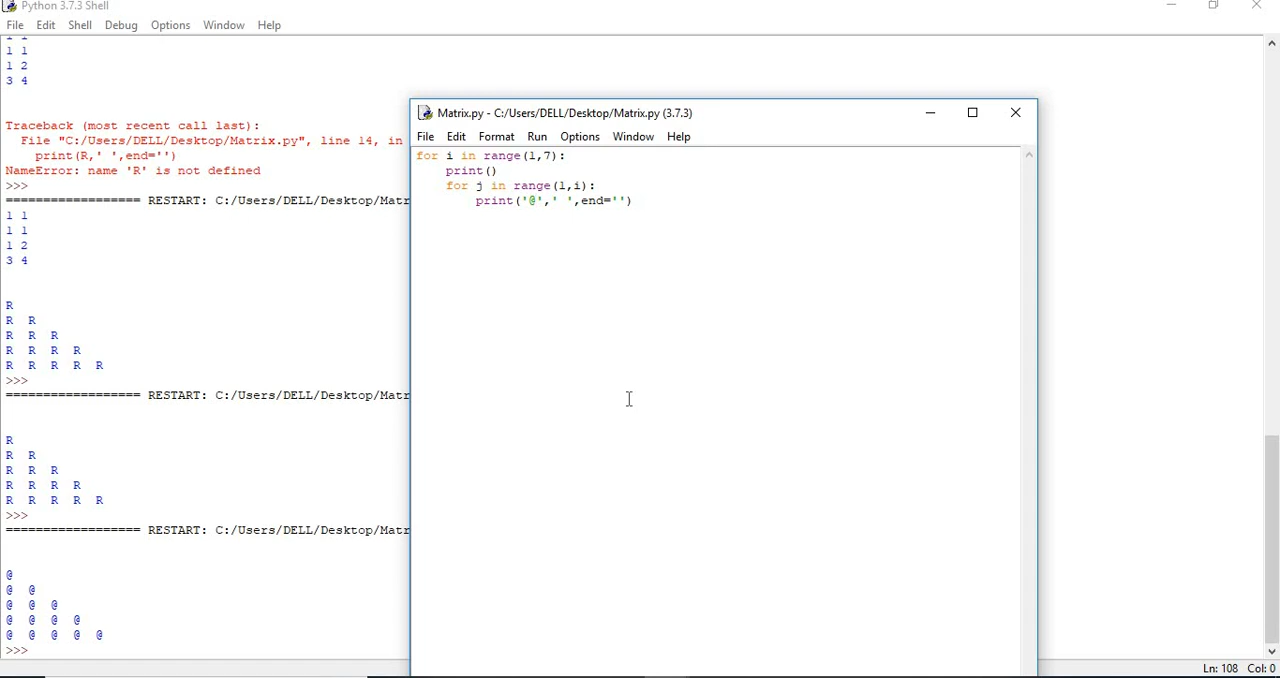 Python 3.7.3 Shell
File Edit Shell Debug Options Window Help
1 1
1 2
3 4
Traceback (most recent call last):
File "C:/Users/DELL/Desktop/Matrix.py", line 14, in
print(R,' ',end='')
NameError: name 'R' is not defined
>>>
================== RESTART: C:/Users/DELL/Desktop/Matr
1 1
1 1
1 2
3 4
R
R R
R R R
R R R R
R R R R R
>>>
================== RESTART: C:/Users/DELL/Desktop/Matr
R
R R
R R R
R R R R
R R R R R
>>>
================== RESTART: C:/Users/DELL/Desktop/Matr
@
@ @
@ @ @
@ @ @ @
@ @ @ @ @
>>>
Matrix.py - C:/Users/DELL/Desktop/Matrix.py (3.7.3)
File Edit Format Run Options Window Help
for i in range(1,7):
print()
for j in range(1,i):
print('@',' ',end='')
Ln: 108 Col: 0